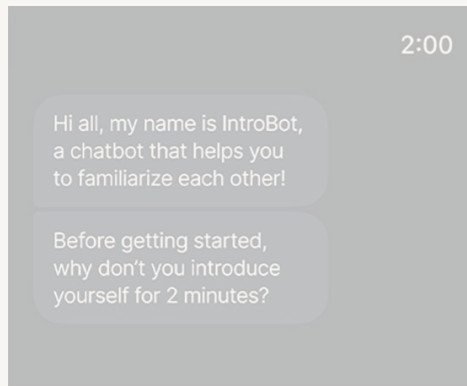 2:00
Hi all, my name is IntroBot,
a chatbot that helps you
to familiarize each other!
Before getting started,
why don't you introduce
yourself for 2 minutes?